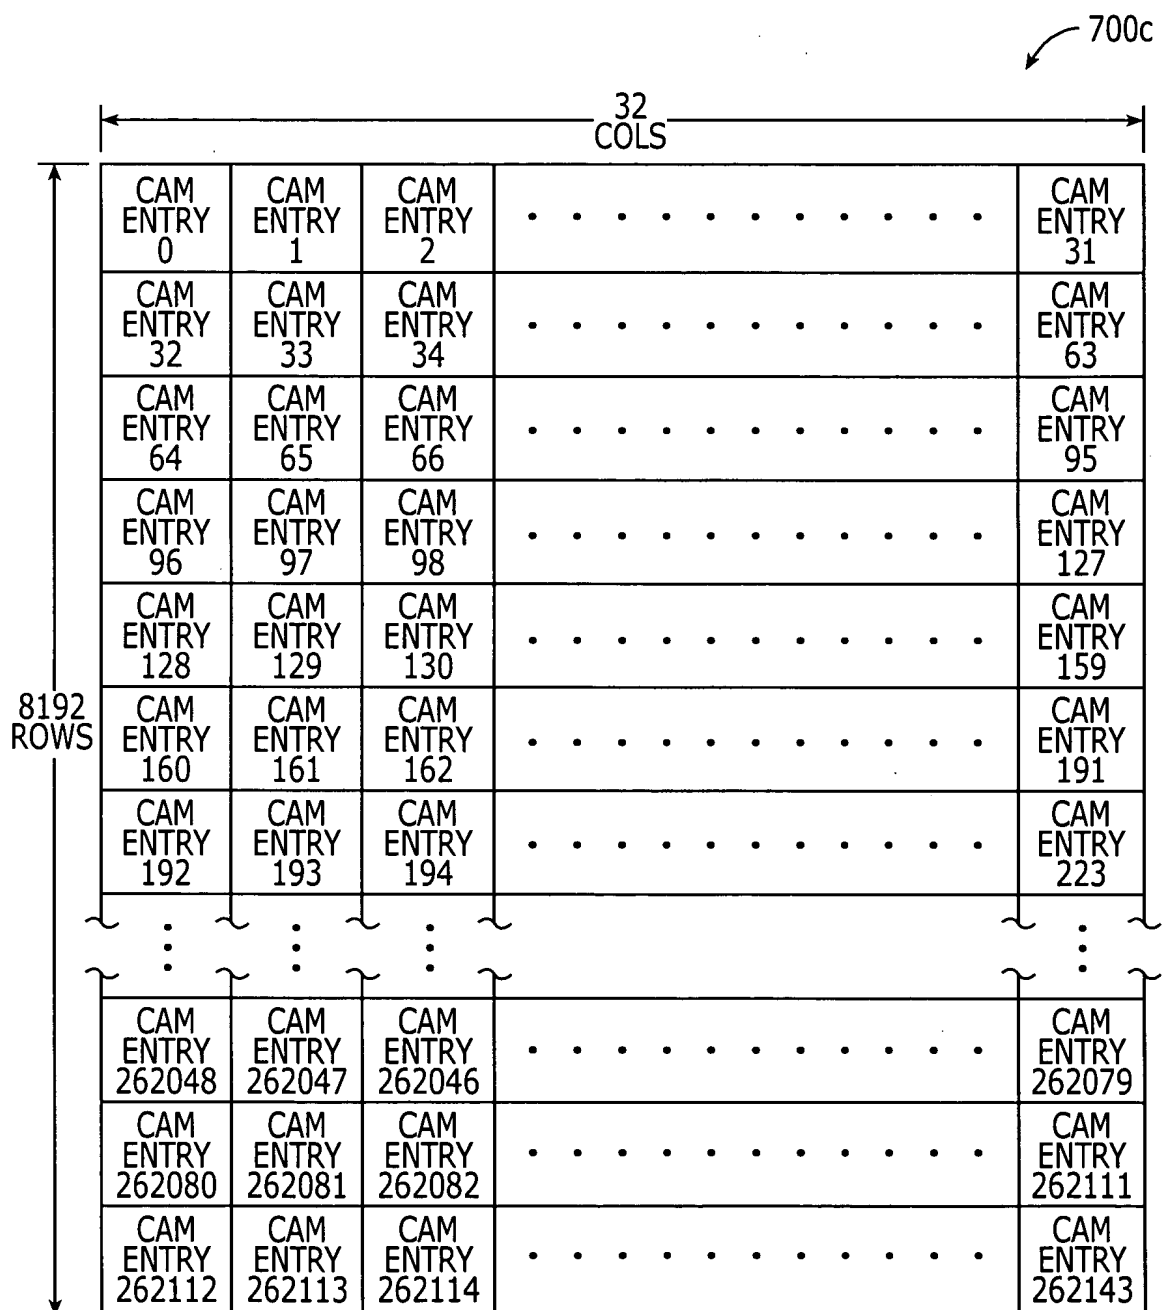 700c
32
COLS
CAM CAM CAM CAM
ENTRY ENTRY ENTRY ENTRY
0 1 2 31
CAM CAM CAM CAM
ENTRY ENTRY ENTRY ENTRY
32 33 34 63
CAM CAM CAM CAM
ENTRY ENTRY ENTRY ENTRY
64 65 66 95
CAM CAM CAM CAM
ENTRY ENTRY ENTRY ENTRY
96 97 98 127
CAM CAM CAM CAM
ENTRY ENTRY ENTRY ENTRY
128 129 130 159
8192
ROWS
CAM CAM CAM CAM
ENTRY ENTRY ENTRY ENTRY
160 161 162 191
CAM CAM CAM CAM
ENTRY ENTRY ENTRY ENTRY
192 193 194 223
CAM CAM CAM CAM
ENTRY ENTRY ENTRY ENTRY
262048 262047 262046 262079
CAM CAM CAM CAM
ENTRY ENTRY ENTRY ENTRY
262080 262081 262082 262111
CAM CAM CAM CAM
ENTRY ENTRY ENTRY ENTRY
262112 262113 262114 262143